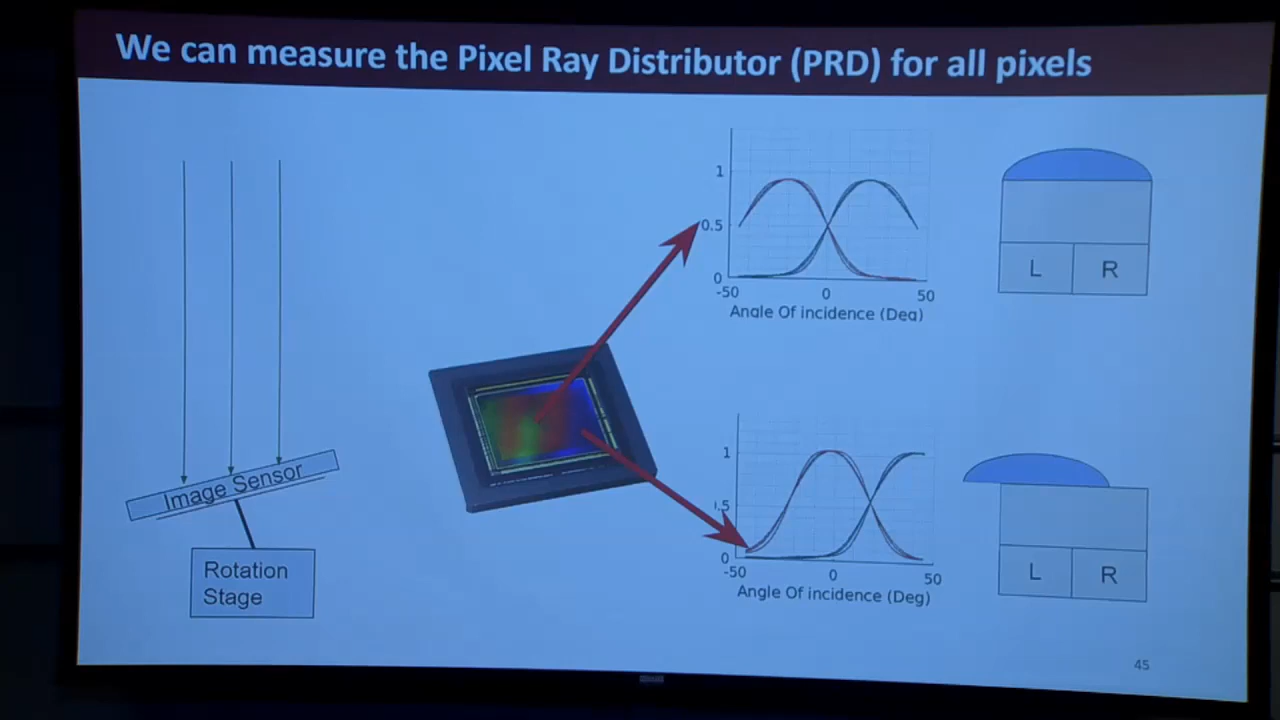 We can measure the Pixel Ray Distributor (PRD) for all pixels
Image Sensor
Rotation
Stage
1
0.5
0
-50
0
50
Angle Of incidence (Deg)
L
R
1
.5
0
-50
0
50
Angle Of incidence (Deg)
L
R
45